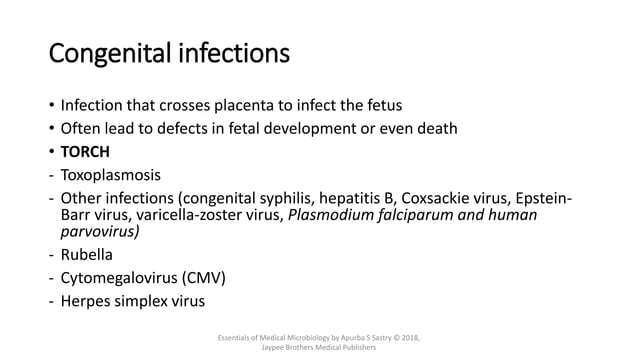 Congenital infections
• Infection that crosses placenta to infect the fetus
• Often lead to defects in fetal development or even death
• TORCH
- Toxoplasmosis
- Other infections (congenital syphilis, hepatitis B, Coxsackie virus, Epstein-
Barr virus, varicella-zoster virus, Plasmodium falciparum and human
parvovirus)
- Rubella
- Cytomegalovirus (CMV)
- Herpes simplex virus
Essentials of Medical Microbiology by Apurba S Sastry © 2018,
Jaypee Brothers Medical Publishers